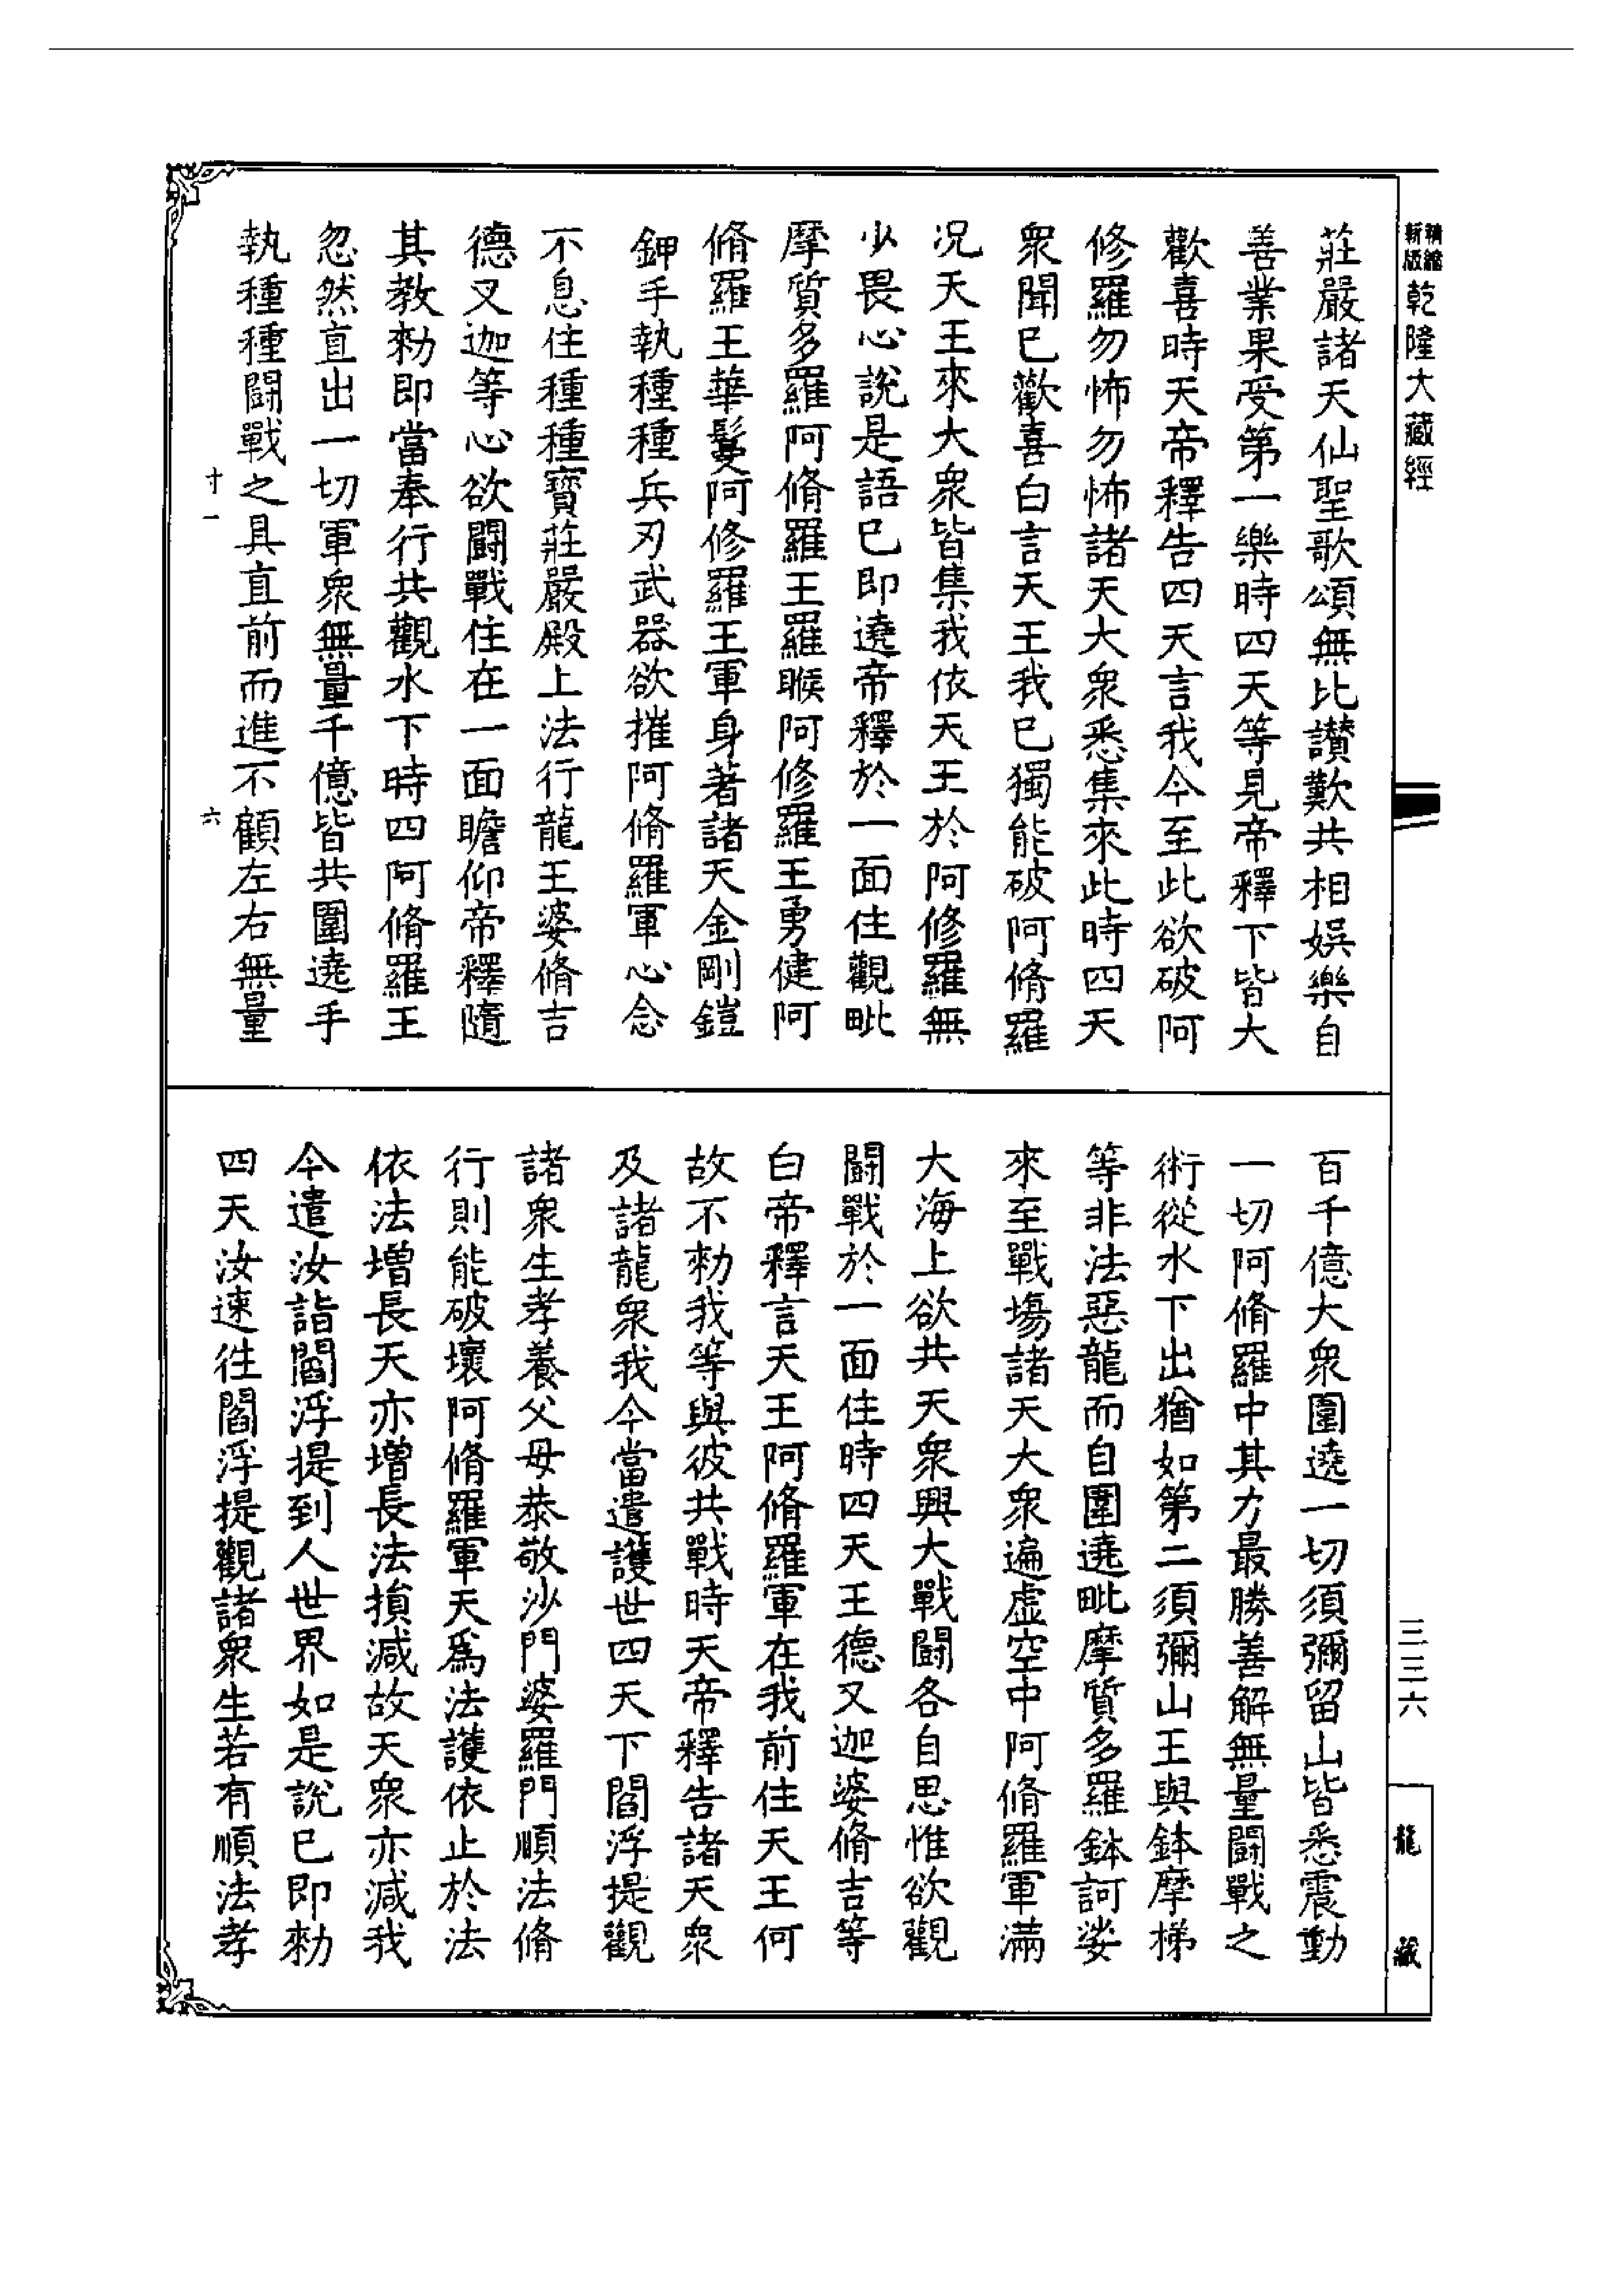 精繕新版
乾隆大藏經
莊嚴諸天仙聖歌頌無比讚歎共相娛樂自
善業果受第一樂時四天等見帝釋下皆大
歡喜時天帝釋告四天言我今至此欲破阿
修羅勿怖勿怖諸天大衆悉集來此時四天
衆聞已歡喜白言天王我已獨能破阿脩羅
况天王來大衆皆集我依天王於阿修羅無
少畏心說是語已即遶帝釋於一面住觀毗
摩質多羅阿脩羅王羅睺阿修羅王勇健阿
脩羅王華鬘阿修羅王軍身著諸天金剛鎧
鉀手執種種兵刃武器欲摧阿脩羅軍心念
不息住種種寶莊嚴殿上法行龍王婆脩吉
德叉迦等心欲鬪戰住在一面瞻仰帝釋隨
其教勑即當奉行共觀水下時四阿脩羅王
忽然直出一切軍衆無量千億皆共圍遶手
執種種鬪戰之具直前而進不顧左右無量
寸一
六
百千億大衆圍遶一切須彌留山皆悉震動
一切阿脩羅中其力最勝善解無量鬪戰之
術從水下出猶如第二須彌山王與鉢摩梯
等非法惡龍而自圍遶毗摩質多羅鉢訶娑
來至戰場諸天大衆遍虛空中阿脩羅軍滿
大海上欲共天衆興大戰鬪各自思惟欲觀
鬪戰於一面住時四天王德叉迦婆脩吉等
白帝釋言天王阿脩羅軍在我前住天王何
故不勑我等與彼共戰時天帝釋告諸天衆
及諸龍衆我今當遣護世四天下閻浮提觀
諸衆生孝養父母恭敬沙門婆羅門順法脩
行則能破壞阿脩羅軍天爲法護依止於法
依法增長天亦增長法損減故天衆亦減我
今遣汝詣閻浮提到人世界如是說已即勑
四天汝速往閻浮提觀諸衆生若有順法孝
三三六
龍藏